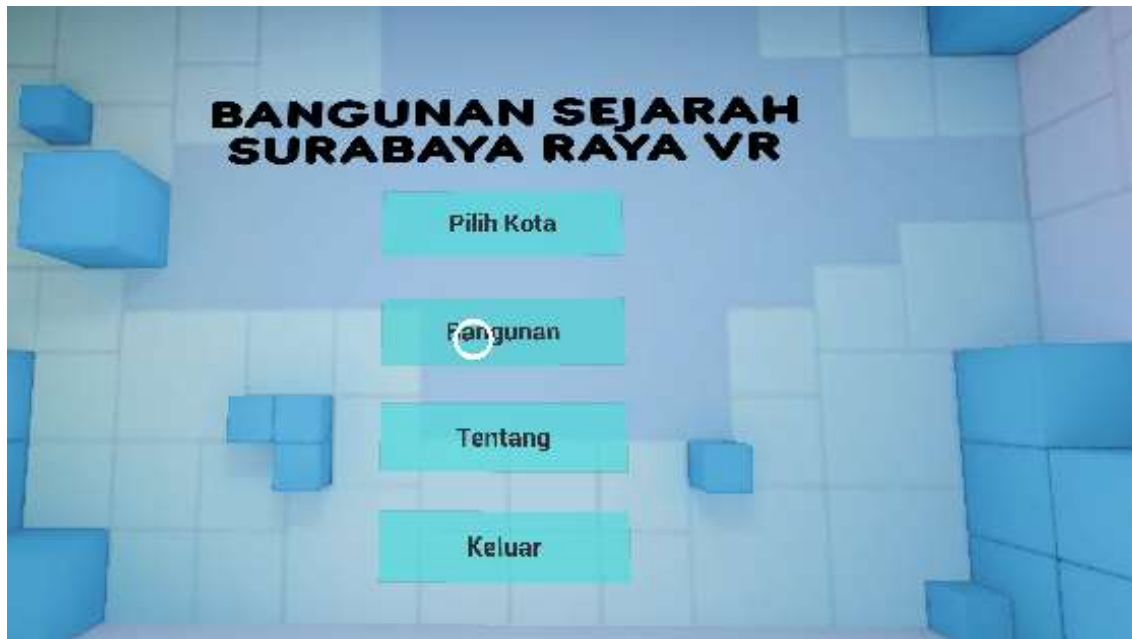 BANGUNAN SEJARAH
SURABAYA RAYA VR
Pilih Kota
Bangunan
Tentang
Keluar